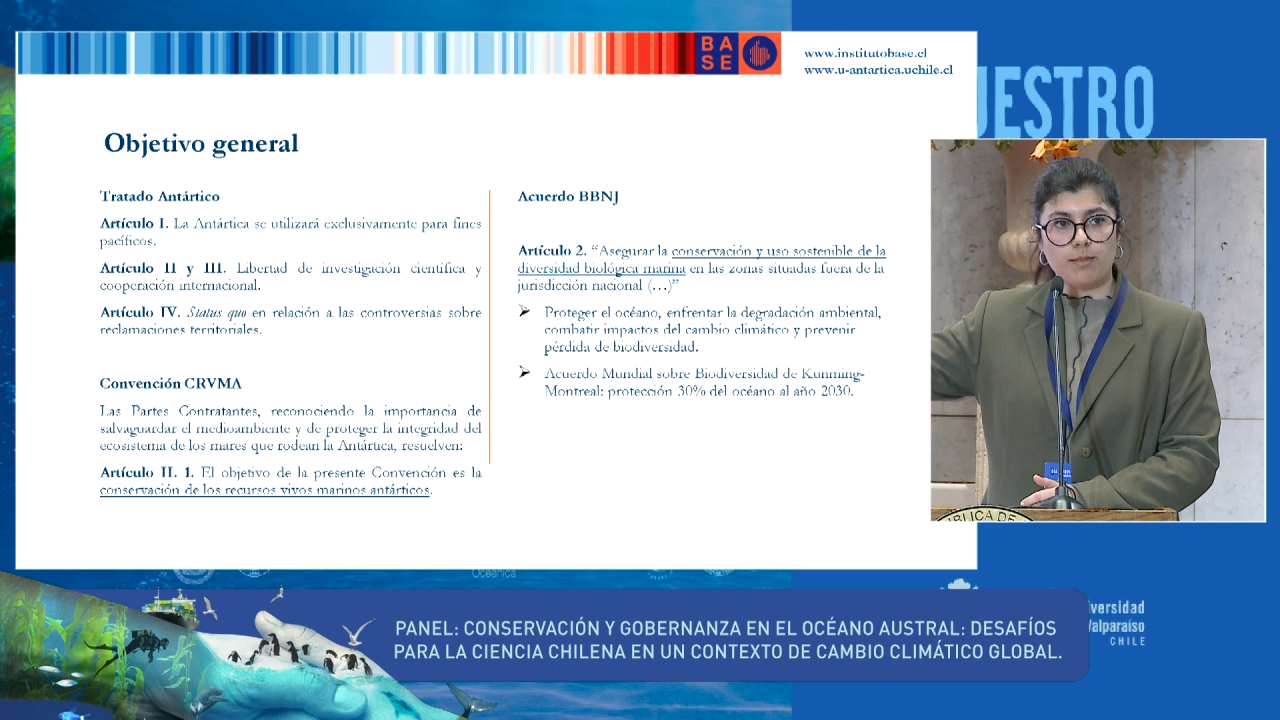 BA
SE
www.institutobase.cl
www.u-antartica.uchile.cl
UESTRO
Objetivo general
Tratado Antártico
Artículo I. La Antártica se utilizará exclusivamente para fines
pacíficos.
Artículo II y III. Libertad de investigación científica y
cooperación internacional.
Artículo IV. Status quo en relación a las controversias sobre
reclamaciones territoriales.
Convención CRVMA
Las Partes Contratantes, reconociendo la importancia de
salvaguardar el medioambiente y de proteger la integridad del
ecosistema de los mares que rodean la Antártica, resuelven:
Artículo II. 1. El objetivo de la presente Convención es la
conservación de los recursos vivos marinos antárticos.
Acuerdo BBNJ
Artículo 2. “Asegurar la conservación y uso sostenible de la
diversidad biológica marina en las zonas situadas fuera de la
jurisdicción nacional (…)”
Proteger el océano, enfrentar la degradación ambiental,
combatir impactos del cambio climático y prevenir
pérdida de biodiversidad.
Acuerdo Mundial sobre Biodiversidad de Kunming-
Montreal: protección 30% del océano al año 2030.
BLICA DE
Oceánica
PANEL: CONSERVACIÓN Y GOBERNANZA EN EL OCÉANO AUSTRAL: DESAFÍOS
PARA LA CIENCIA CHILENA EN UN CONTEXTO DE CAMBIO CLIMÁTICO GLOBAL.
iversidad
Valparaíso
CHILE